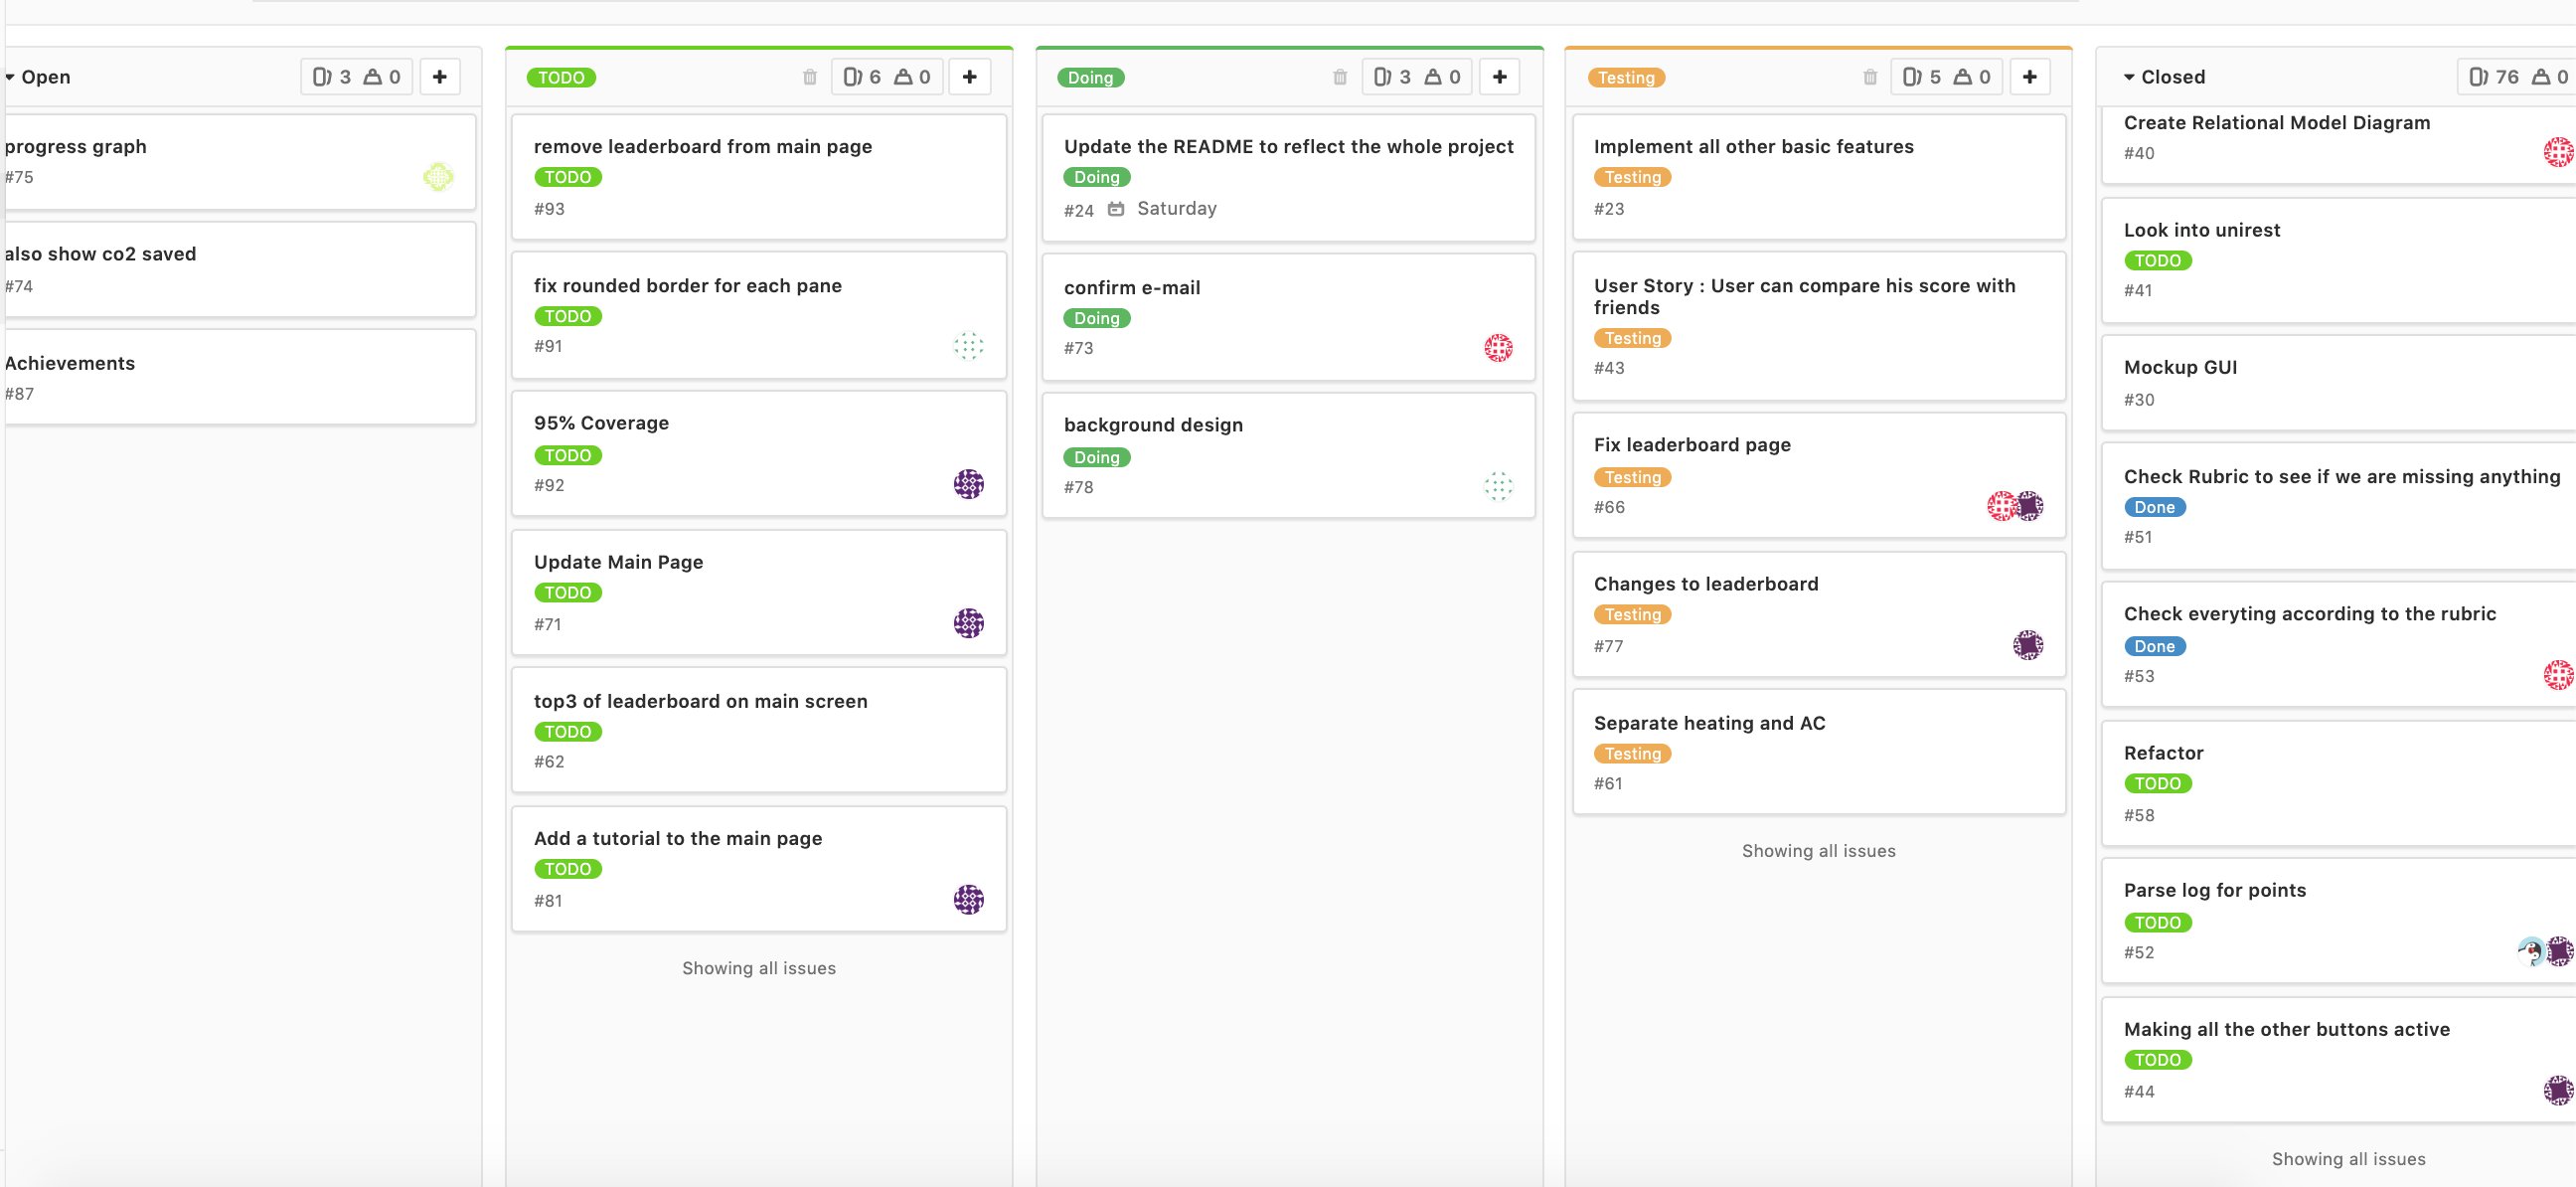 Open 3 0
progress graph
#75
also show co2 saved
#74
Achievements
#87
TODO 6 0
remove leaderboard from main page
TODO
#93
fix rounded border for each pane
TODO
#91
95% Coverage
TODO
#92
Update Main Page
TODO
#71
top3 of leaderboard on main screen
TODO
#62
Add a tutorial to the main page
TODO
#81
Showing all issues
Doing 3 0
Update the README to reflect the whole project
Doing
#24 Saturday
confirm e-mail
Doing
#73
background design
Doing
#78
Testing 5 0
Implement all other basic features
Testing
#23
User Story : User can compare his score with
friends
Testing
#43
Fix leaderboard page
Testing
#66
Changes to leaderboard
Testing
#77
Separate heating and AC
Testing
#61
Showing all issues
Closed 76 0
Create Relational Model Diagram
#40
Look into unirest
TODO
#41
Mockup GUI
#30
Check Rubric to see if we are missing anything
Done
#51
Check everyting according to the rubric
Done
#53
Refactor
TODO
#58
Parse log for points
TODO
#52
Making all the other buttons active
TODO
#44
Showing all issues